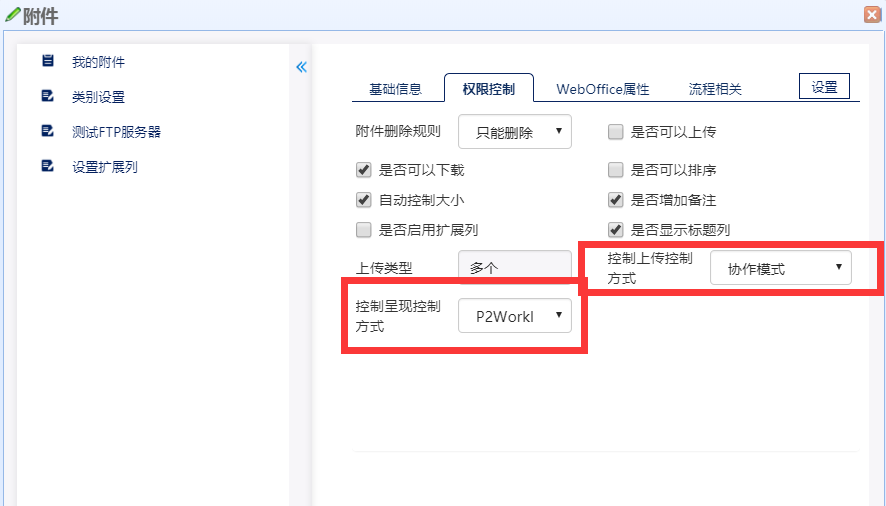 附件
我的附件
类别设置
测试FTP服务器
设置扩展列
基础信息 权限控制 WebOffice属性 流程相关 设置
附件删除规则 只能删除 是否可以上传
是否可以下载 是否可以排序
自动控制大小 是否增加备注
是否启用扩展列 是否显示标题列
上传类型 多个 控制上传控制
方式 协作模式
控制呈现控制
方式 P2WorkI